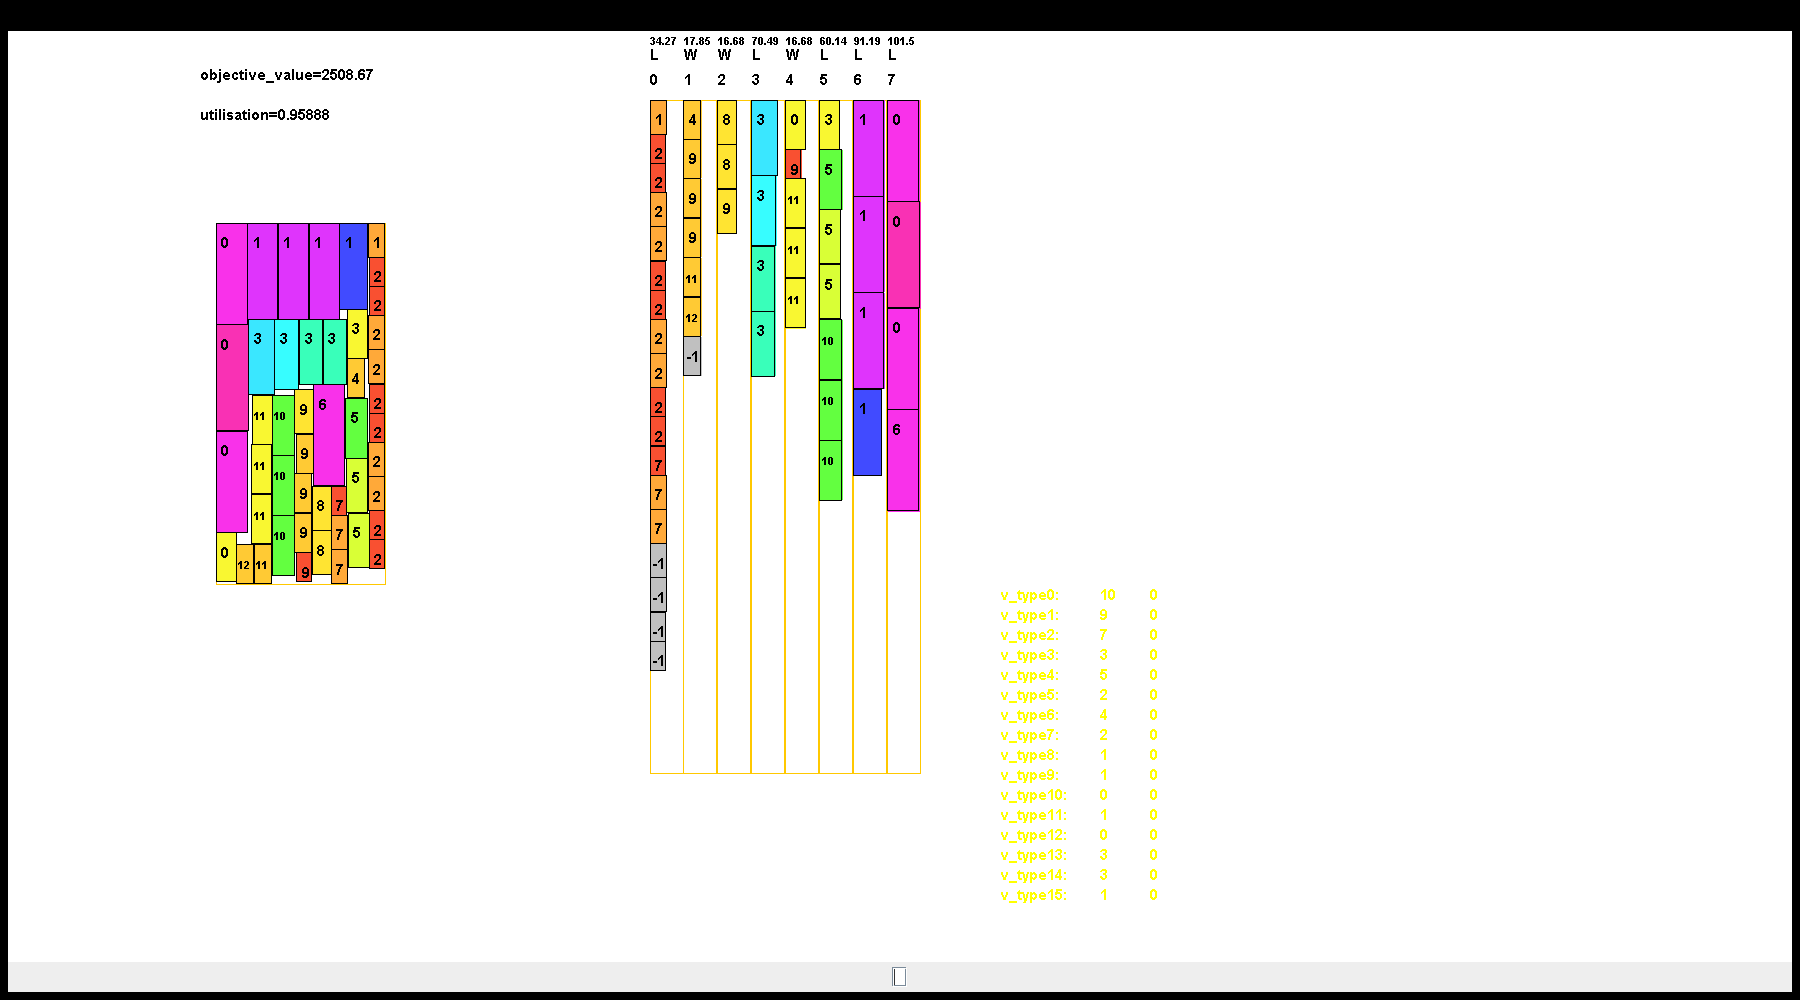 34.27 17.85 16.68 70.49 16.68 60.14 91.19 101.5
L W W L W L L L
objective_value=2508.67
0 1 2 3 4 5 6 7
utilisation=0.95888
1 4 8 3 0 3 1 0
2 9 8 9 5
2 9 9 3 11 5 1 0
2 9 3 11 5
2 11 3 11 10 1 0
2 12 10 1 6
2 -1 10
2
2
2
2
7
7
7
-1
-1
-1
-1
0 1 1 1 1 1
2
2
0 3 3 3 3 3 2
4 2
11 10 9 6 5 2
0 11 9 5 2
10 9 8 7 2
11 10 9 8 7 5 2
0 12 11 9 7 2
2
v_type0: 10 0
v_type1: 9 0
v_type2: 7 0
v_type3: 3 0
v_type4: 5 0
v_type5: 2 0
v_type6: 4 0
v_type7: 2 0
v_type8: 1 0
v_type9: 1 0
v_type10: 0 0
v_type11: 1 0
v_type12: 0 0
v_type13: 3 0
v_type14: 3 0
v_type15: 1 0